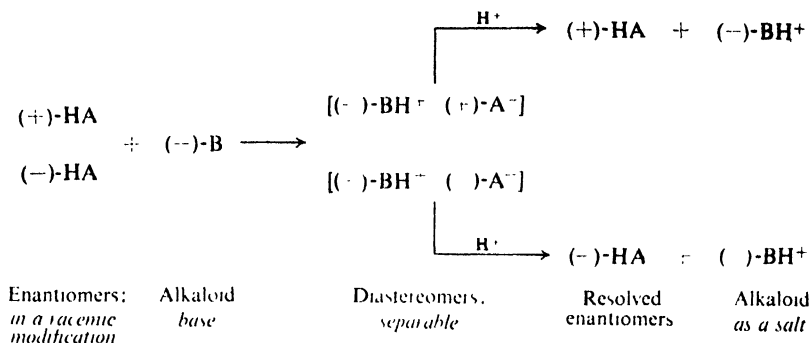 H⁺
(+)-HA + (−)-BH⁺
[( )-BH⁺ (+)-A⁻]
(+)-HA
+ (−)-B
(−)-HA
[( )-BH⁺ ( )-A⁻]
H⁺
(−)-HA ( )-BH⁺
Enantiomers: Alkaloid Diastereomers: Resolved Alkaloid
in a racemic base separable enantiomers as a salt
modification